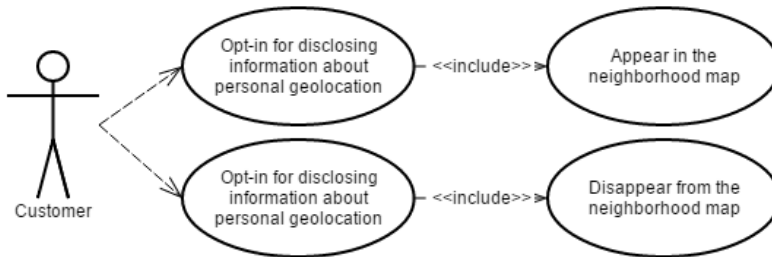 Opt-in for disclosing
information about
personal geolocation
<<include>>
Appear in the
neighborhood map
Customer
Opt-in for disclosing
information about
personal geolocation
<<include>>
Disappear from the
neighborhood map